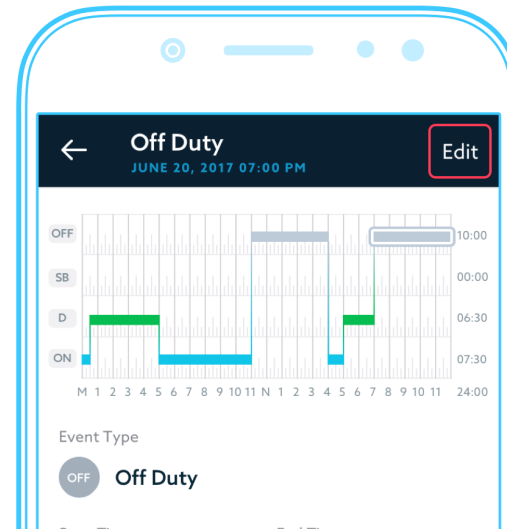 Off Duty
Edit
JUNE 20, 2017 07:00 PM
OFF 10:00
SB 00:00
D 06:30
ON 07:30
M 1 2 3 4 5 6 7 8 9 10 11 N 1 2 3 4 5 6 7 8 9 10 11 24:00
Event Type
OFF Off Duty